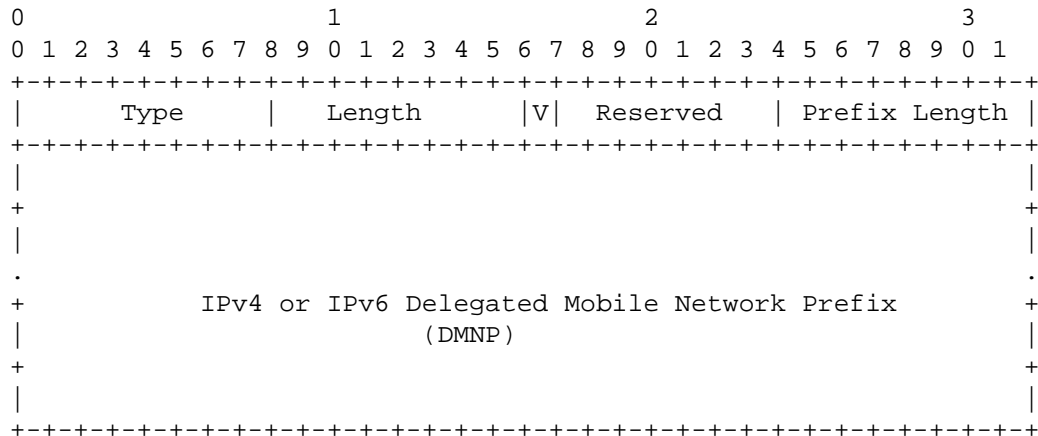 0                   1                   2                   3
0 1 2 3 4 5 6 7 8 9 0 1 2 3 4 5 6 7 8 9 0 1 2 3 4 5 6 7 8 9 0 1
+-+-+-+-+-+-+-+-+-+-+-+-+-+-+-+-+-+-+-+-+-+-+-+-+-+-+-+-+-+-+-+-+
|      Type     |   Length      |V|  Reserved   | Prefix Length |
+-+-+-+-+-+-+-+-+-+-+-+-+-+-+-+-+-+-+-+-+-+-+-+-+-+-+-+-+-+-+-+-+
|                                                               |
+                                                               +
|                                                               |
.                                                               .
+           IPv4 or IPv6 Delegated Mobile Network Prefix        +
|                         (DMNP)                                |
+                                                               +
|                                                               |
+-+-+-+-+-+-+-+-+-+-+-+-+-+-+-+-+-+-+-+-+-+-+-+-+-+-+-+-+-+-+-+-+